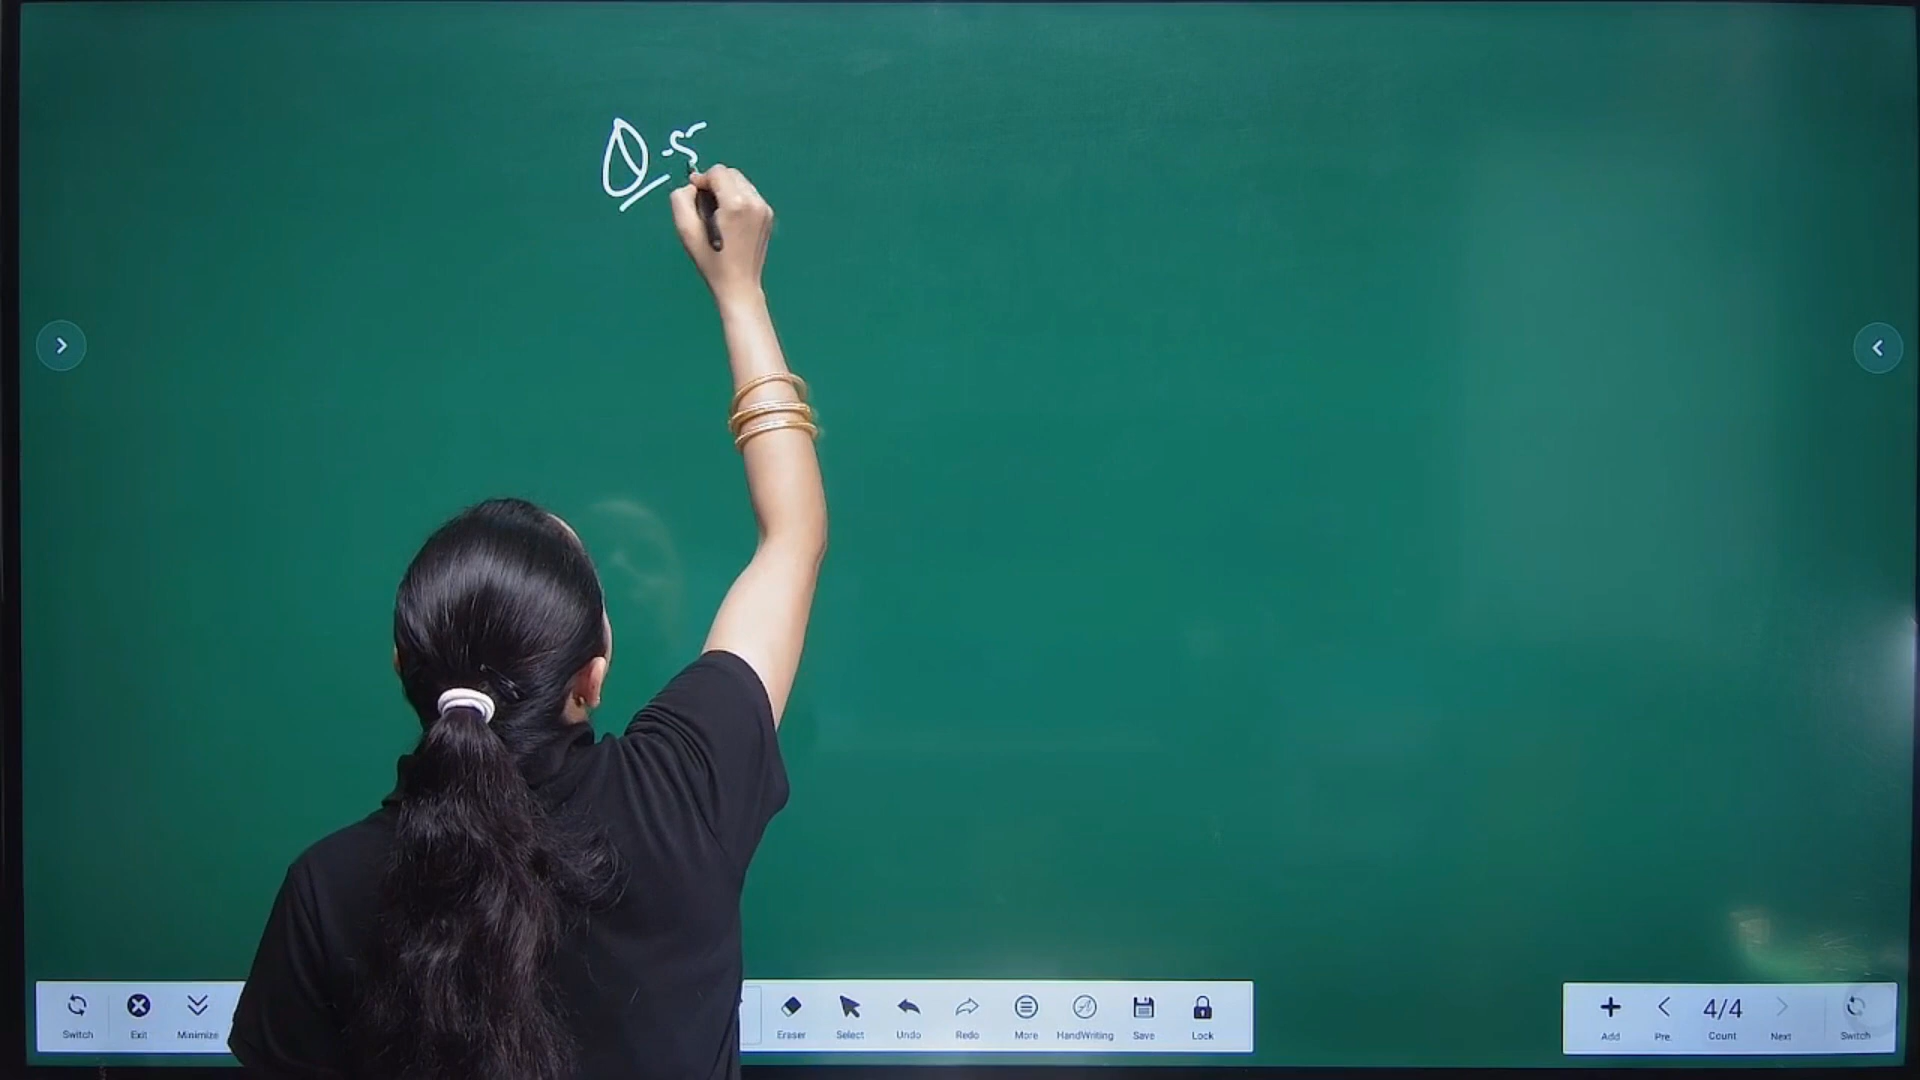 Q.5
Switch Exit Minimize Eraser Select Undo Redo More HandWriting Save Lock
4/4
Add Pre. Count Next Switch